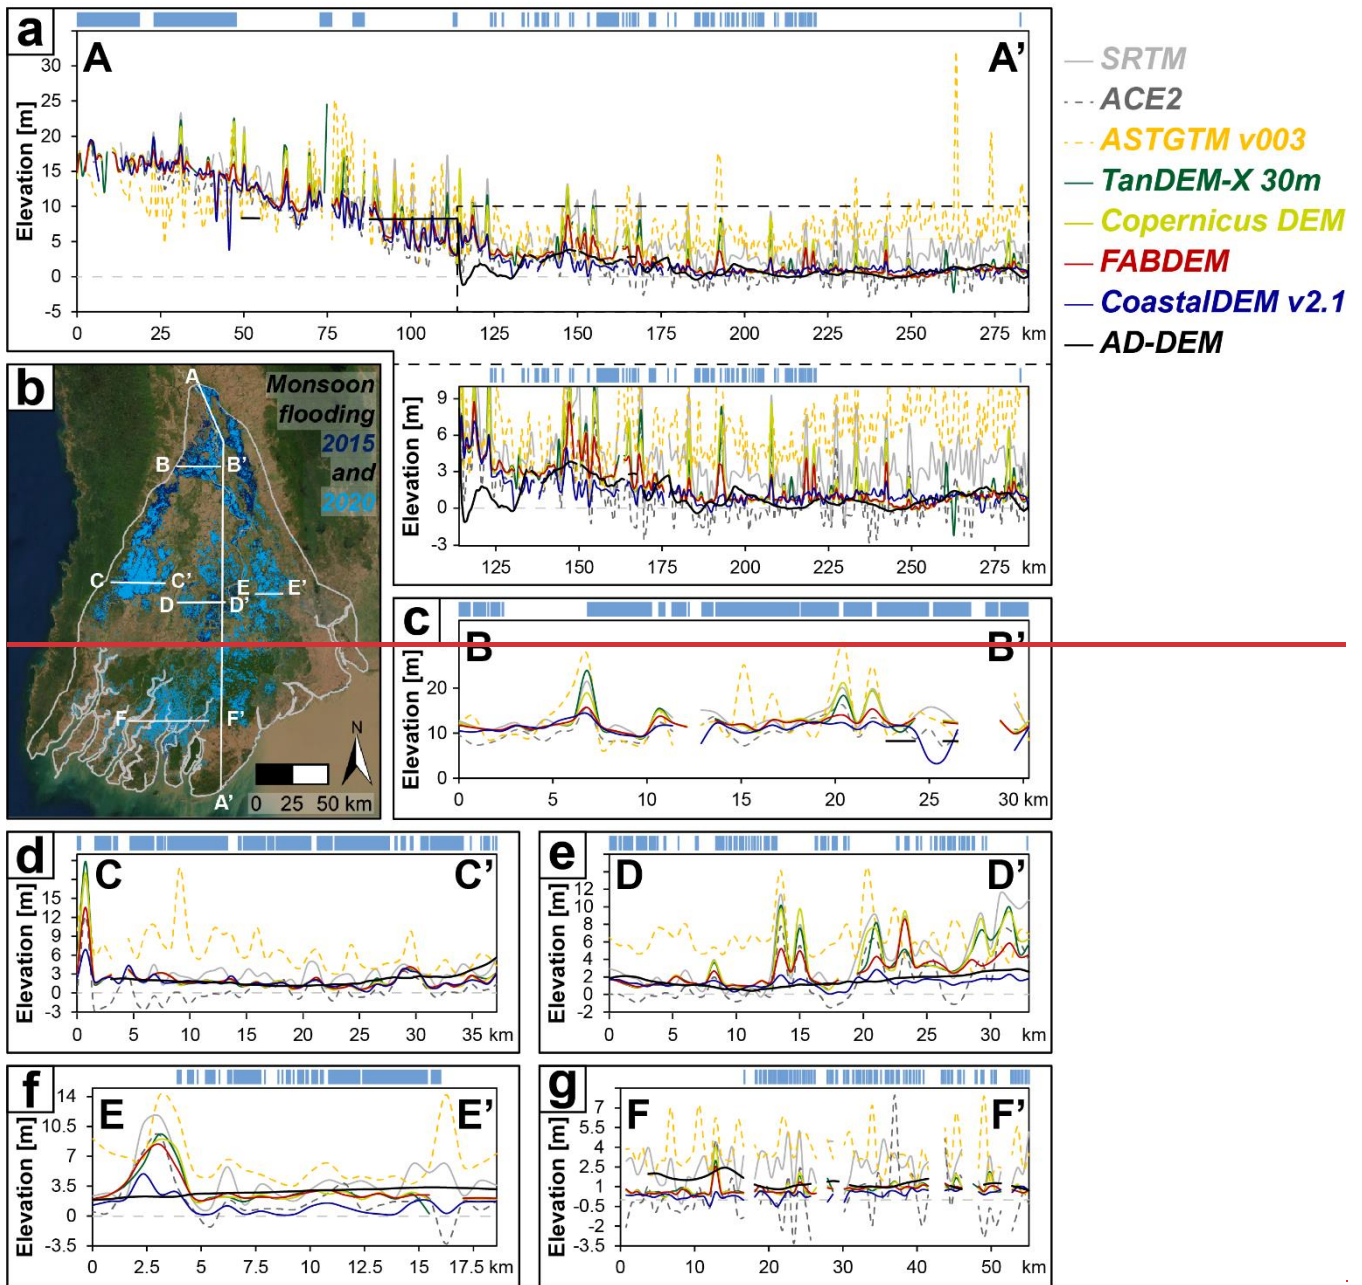 a
A
A’
Elevation [m]
30
25
20
15
10
5
0
-5
0 25 50 75 100 125 150 175 200 225 250 275 km
SRTM
ACE2
ASTGTM v003
TanDEM-X 30m
Copernicus DEM
FABDEM
CoastalDEM v2.1
AD-DEM
b
Monsoon
flooding
2015
and
2020
A
B B’
C C’
D D’
E E’
F F’
A’
N
0 25 50 km
Elevation [m]
9
6
3
0
-3
125 150 175 200 225 250 275
c
B
B’
Elevation [m]
20
10
0
0 5 10 15 20 25 30 km
d
C
C’
Elevation [m]
15
12
9
6
3
0
-3
0 5 10 15 20 25 30 35 km
e
D
D’
Elevation [m]
12
10
8
6
4
2
0
-2
0 5 10 15 20 25 30 km
f
E
E’
Elevation [m]
14
10.5
7
3.5
0
-3.5
0 2.5 5 7.5 10 12.5 15 17.5 km
g
F
F’
Elevation [m]
7
5.5
4
2.5
1
-0.5
-2
-3.5
0 10 20 30 40 50 km